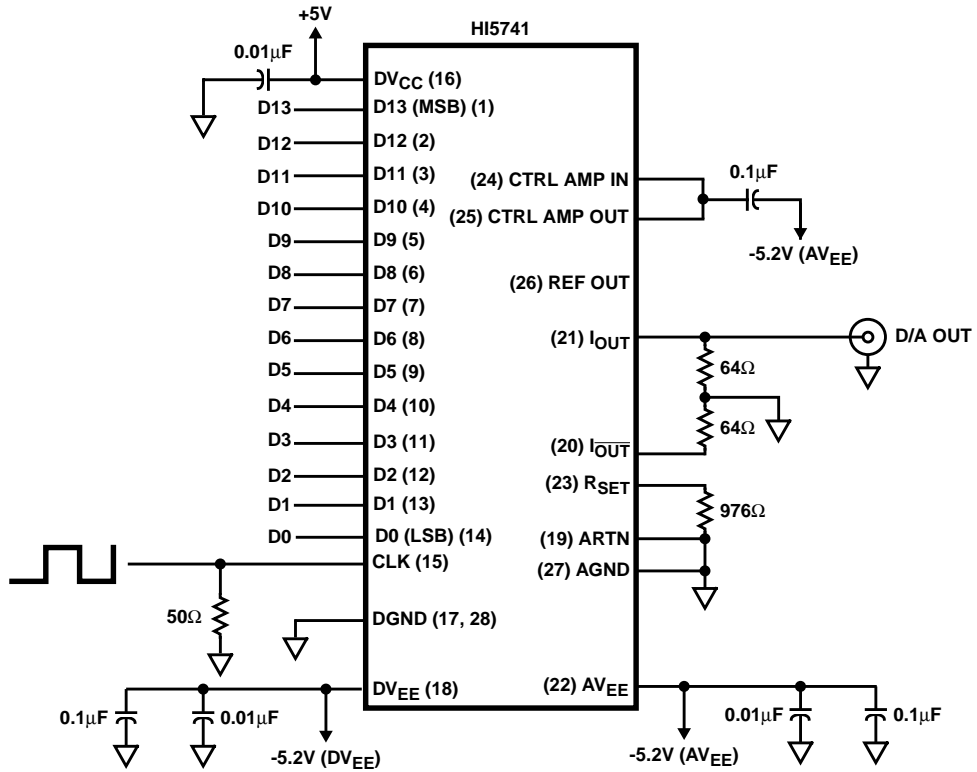 +5V
HI5741
0.01μF
DVCC (16)
D13 D13 (MSB) (1)
D12 D12 (2)
D11 D11 (3)
D10 D10 (4)
D9 D9 (5)
D8 D8 (6)
D7 D7 (7)
D6 D6 (8)
D5 D5 (9)
D4 D4 (10)
D3 D3 (11)
D2 D2 (12)
D1 D1 (13)
D0 D0 (LSB) (14)
CLK (15)
50Ω
DGND (17, 28)
DVEE (18)
0.1μF
0.01μF
-5.2V (DVEE)
(24) CTRL AMP IN
0.1μF
(25) CTRL AMP OUT
-5.2V (AVEE)
(26) REF OUT
(21) IOUT
D/A OUT
64Ω
64Ω
(20) IOUT
(23) RSET
976Ω
(19) ARTN
(27) AGND
(22) AVEE
0.01μF
0.1μF
-5.2V (AVEE)